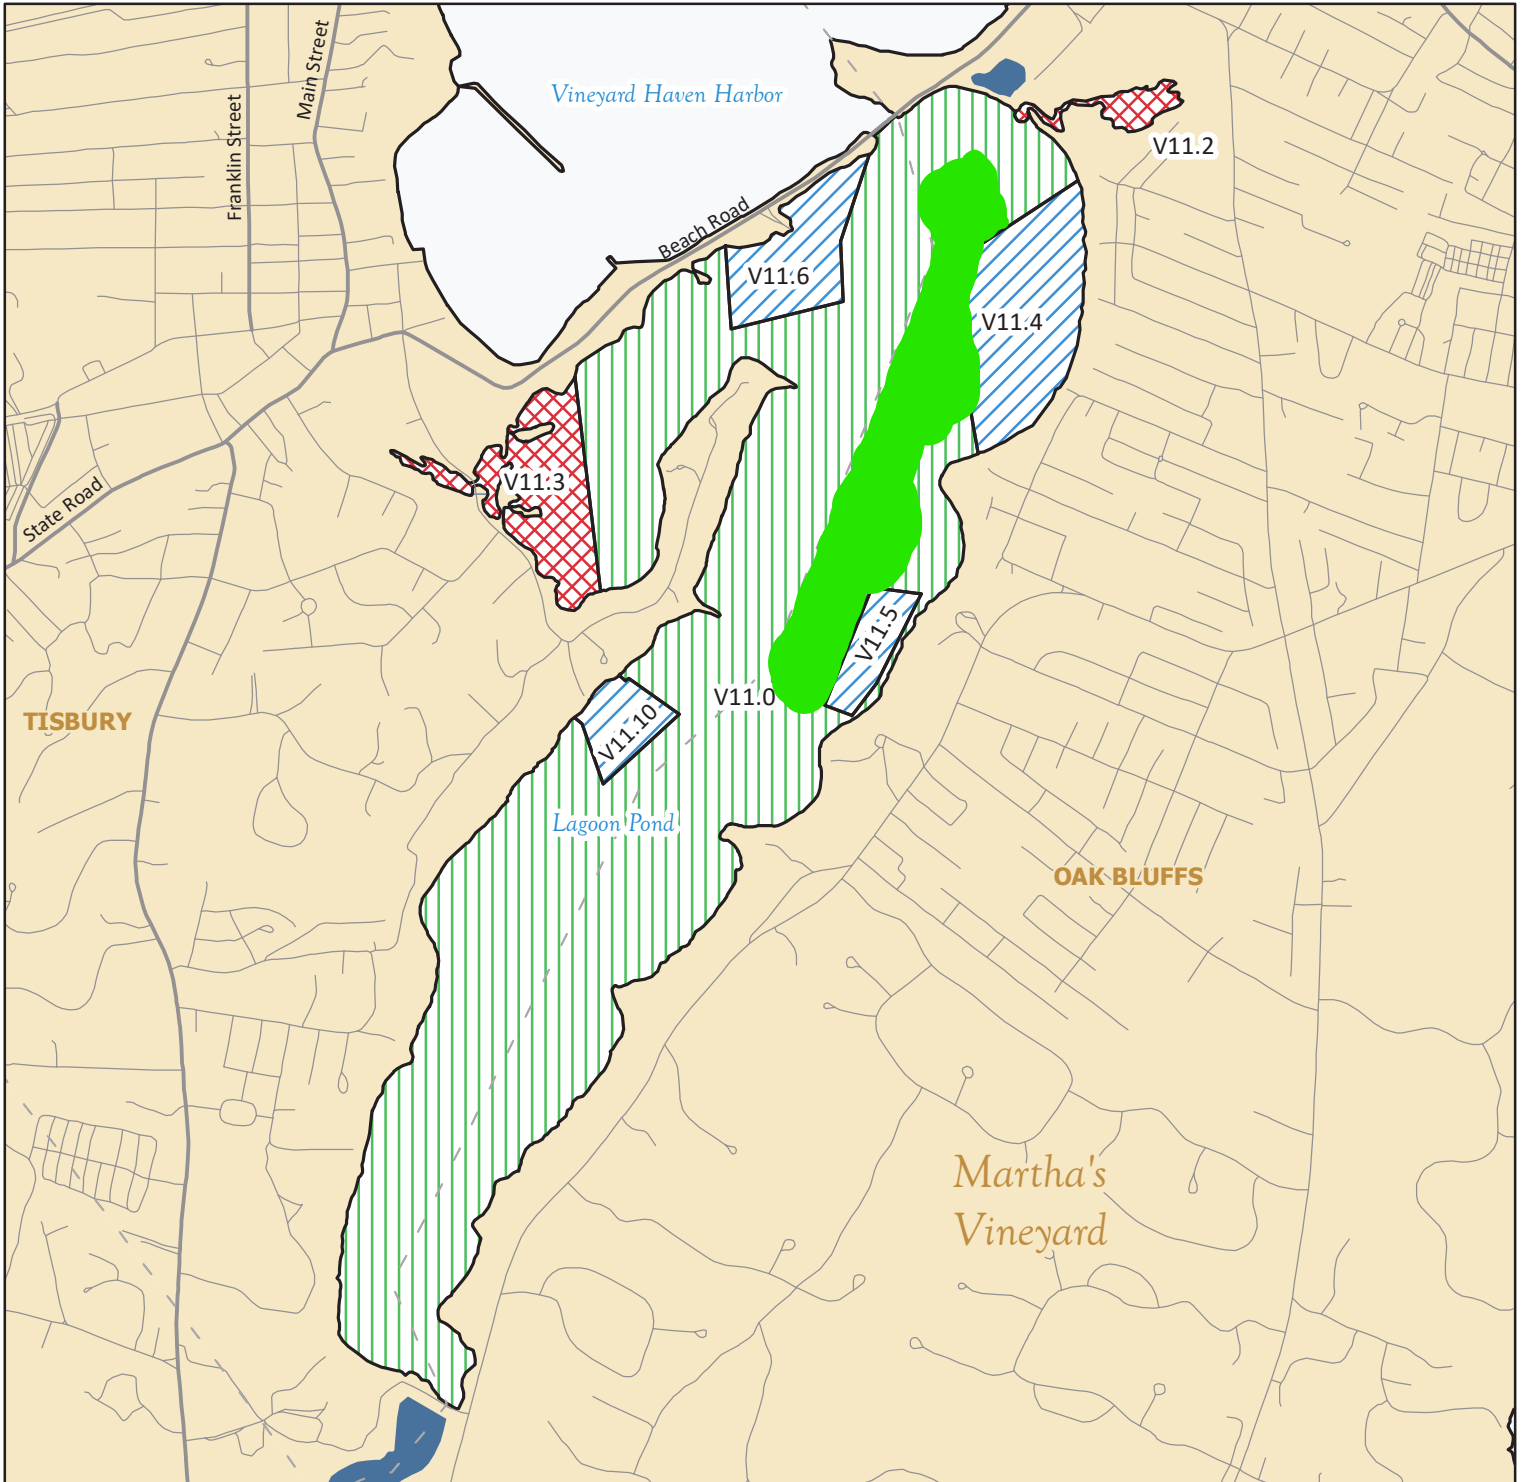 Main Street
Franklin Street
Vineyard Haven Harbor
V11.2
Beach Road
V11.6
V11.4
V11.3
State Road
V11.5
V11.0
V11.10
TISBURY
Lagoon Pond
OAK BLUFFS
Martha's
Vineyard